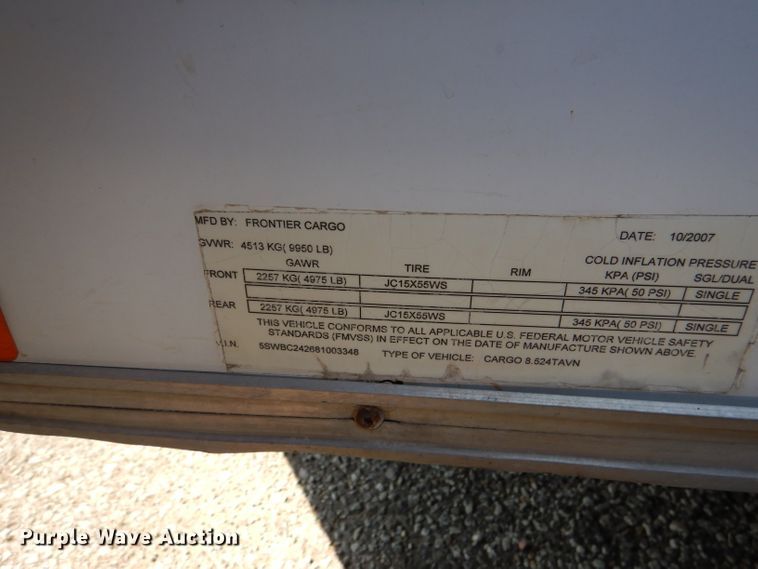 MFD BY: FRONTIER CARGO DATE: 10/2007
GVWR: 4513 KG( 9950 LB) COLD INFLATION PRESSURE
GAWR TIRE RIM KPA (PSI) SGL/DUAL
FRONT 2257 KG( 4975 LB) JC15X55WS 345 KPA( 50 PSI) SINGLE
REAR 2257 KG( 4975 LB) JC15X55WS 345 KPA( 50 PSI) SINGLE
THIS VEHICLE CONFORMS TO ALL APPLICABLE U.S. FEDERAL MOTOR VEHICLE SAFETY
STANDARDS (FMVSS) IN EFFECT ON THE DATE OF MANUFACTURE SHOWN ABOVE.
V.I.N. 5SWBC242681003348 TYPE OF VEHICLE: CARGO 8.524TAVN
Purple Wave Auction